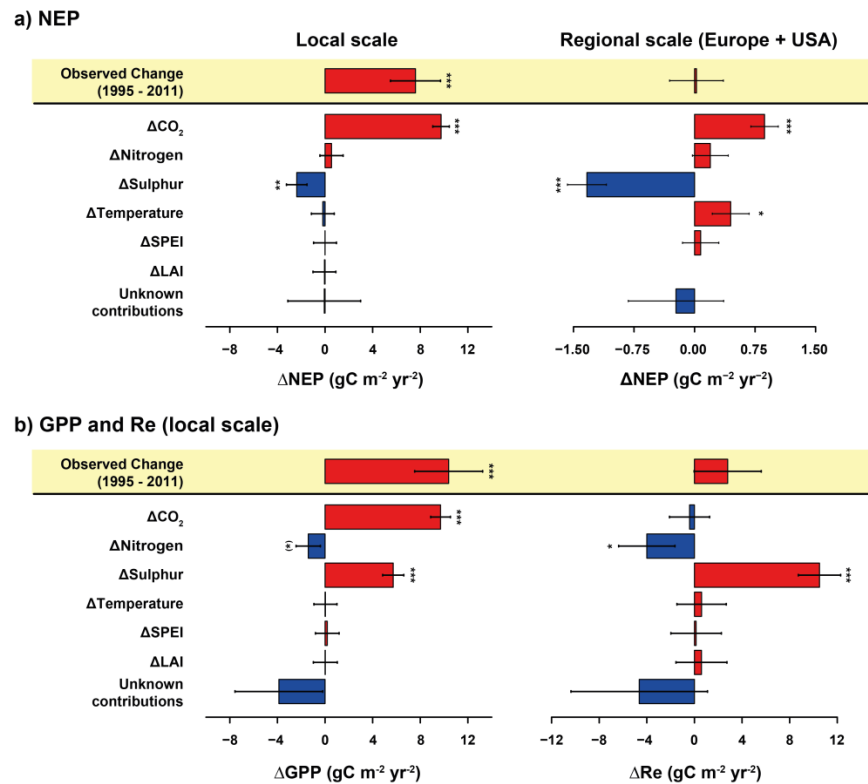 a) NEP
Local scale
Regional scale (Europe + USA)
Observed Change
(1995 - 2011)
***
ΔCO₂
***
***
ΔNitrogen
ΔSulphur
**
***
ΔTemperature
*
ΔSPEI
ΔLAI
Unknown
contributions
−8 −4 0 4 8 12
−1.50 −0.75 0.00 0.75 1.50
ΔNEP (gC m⁻² yr⁻²)
ΔNEP (gC m⁻² yr⁻²)
b) GPP and Re (local scale)
Observed Change
(1995 - 2011)
***
ΔCO₂
***
ΔNitrogen
(*)
*
ΔSulphur
***
***
ΔTemperature
ΔSPEI
ΔLAI
Unknown
contributions
−8 −4 0 4 8 12
−12 −8 −4 0 4 8 12
ΔGPP (gC m⁻² yr⁻²)
ΔRe (gC m⁻² yr⁻²)